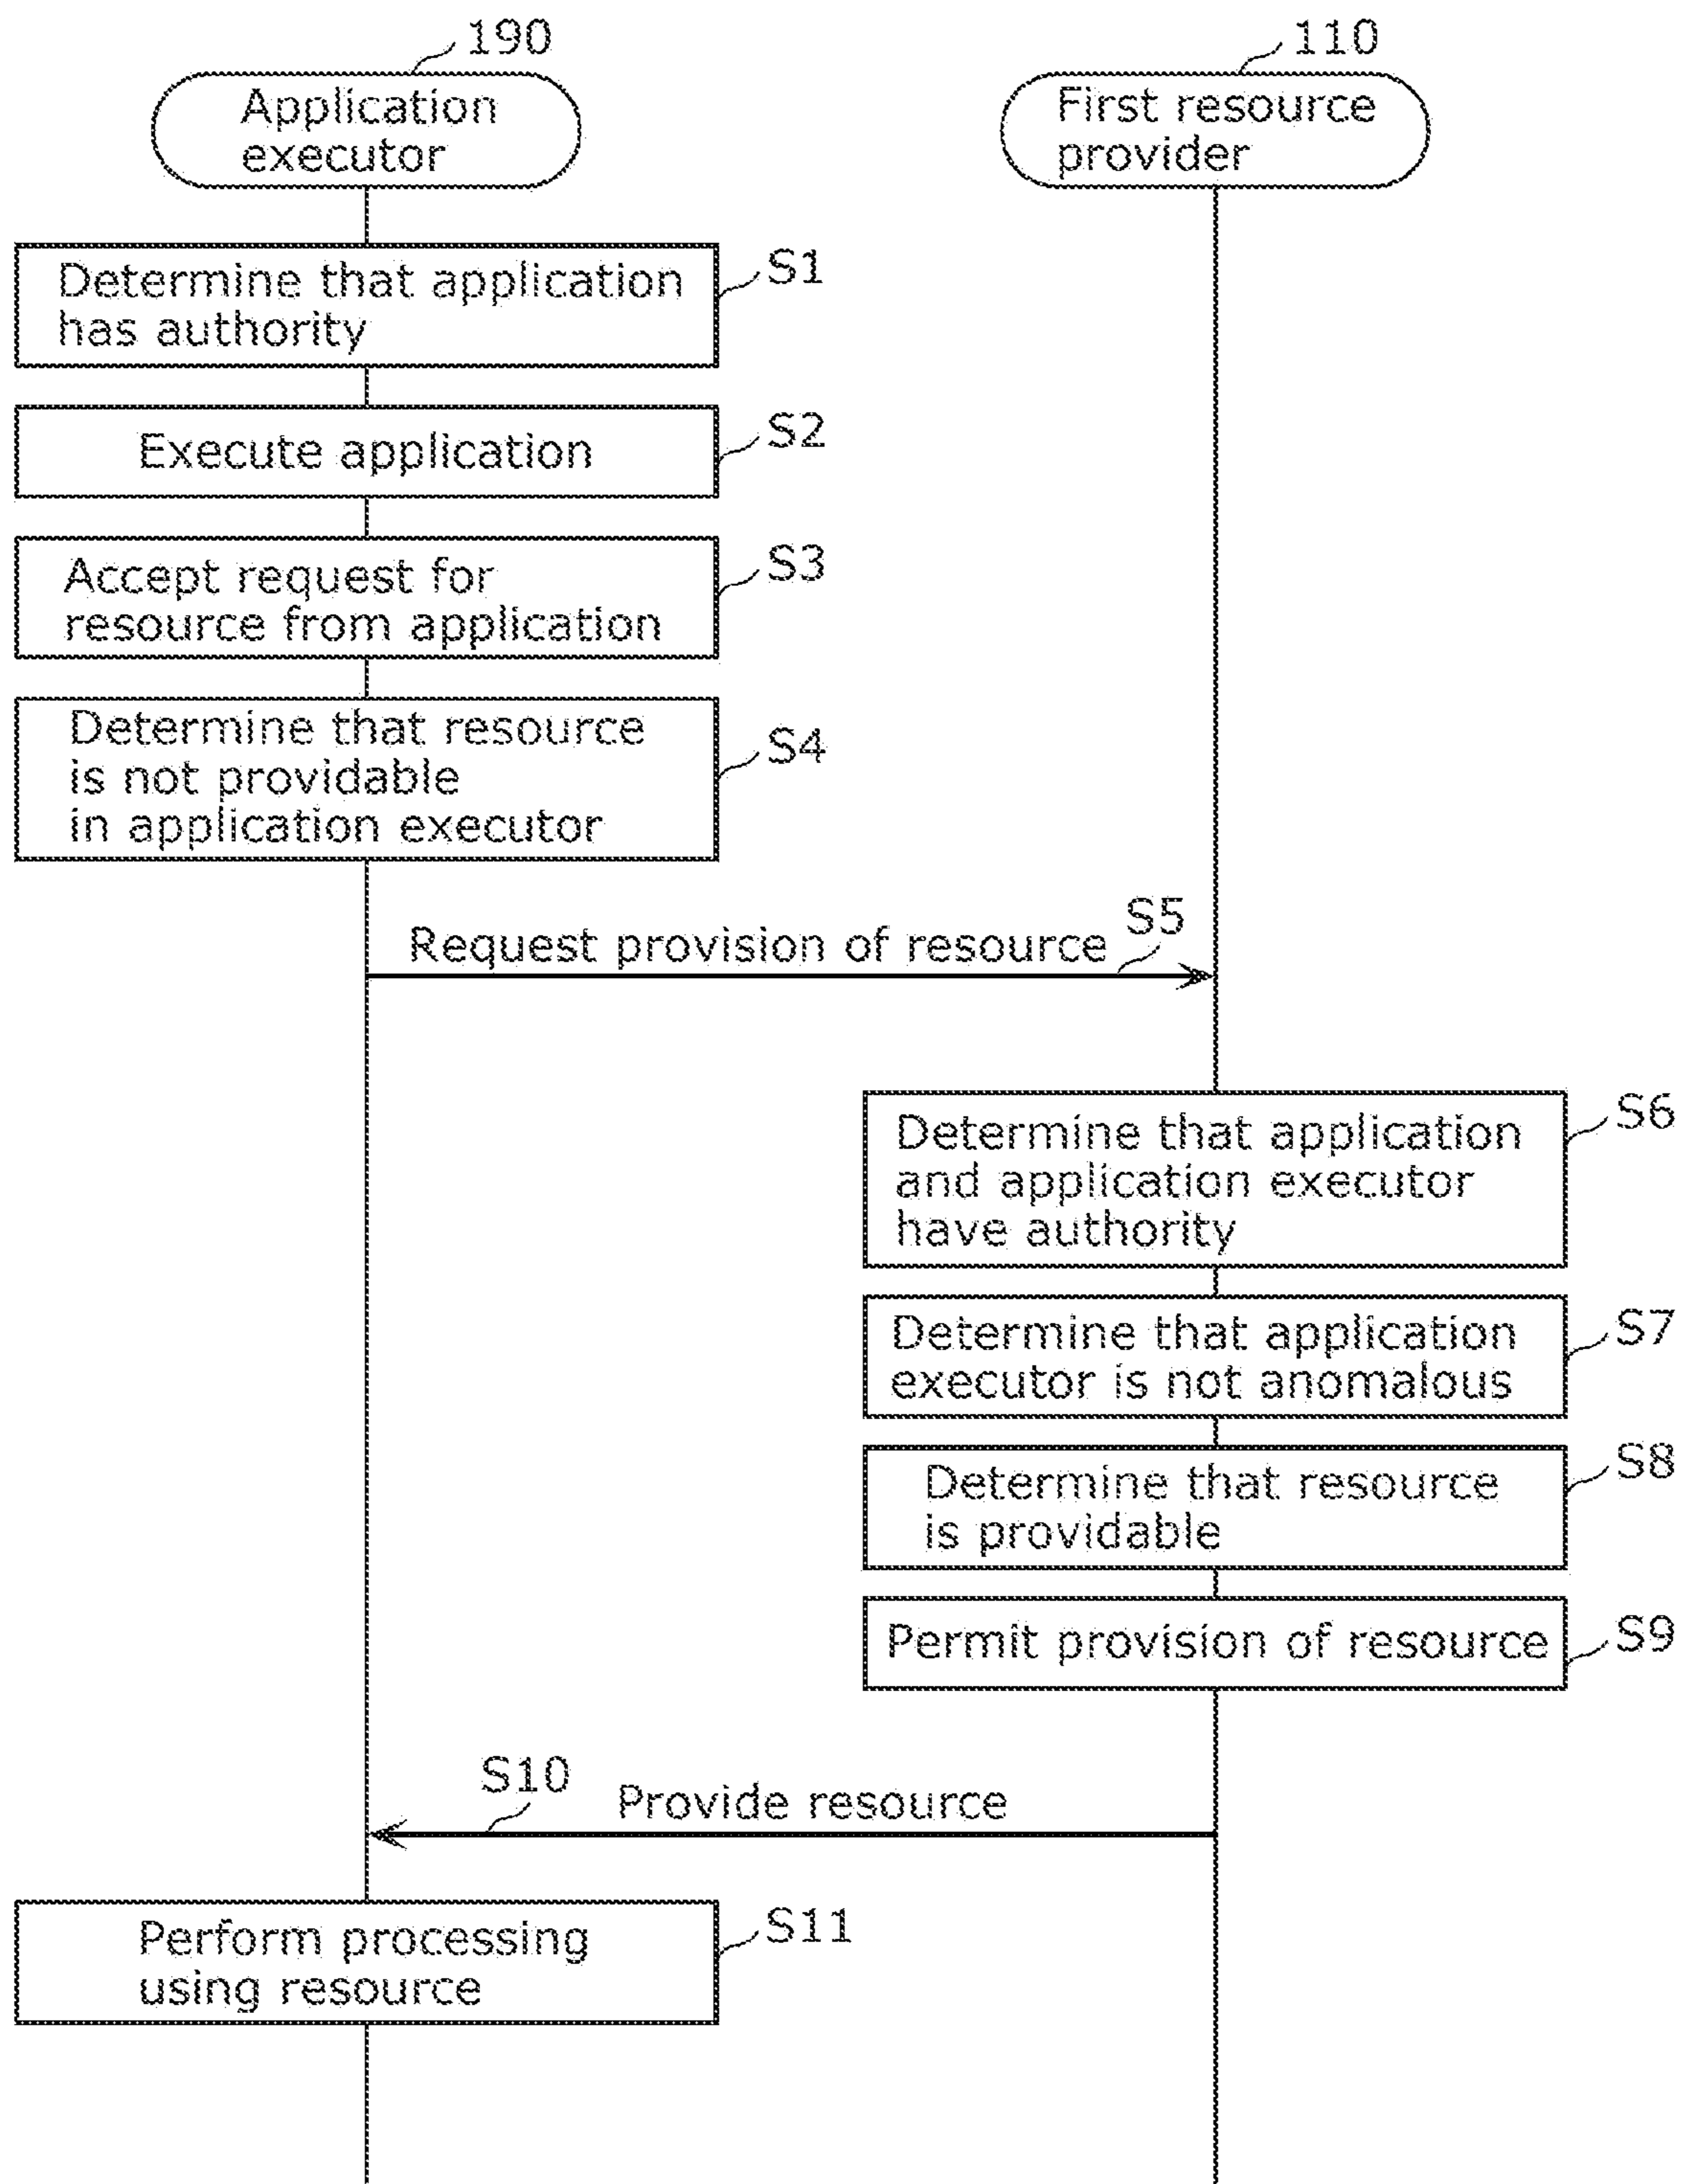 190
Application
executor
110
First resource
provider
Determine that application
has authority
S1
Execute application
S2
Accept request for
resource from application
S3
Determine that resource
is not providable
in application executor
S4
Request provision of resource
S5
Determine that application
and application executor
have authority
S6
Determine that application
executor is not anomalous
S7
Determine that resource
is providable
S8
Permit provision of resource
S9
S10
Provide resource
Perform processing
using resource
S11